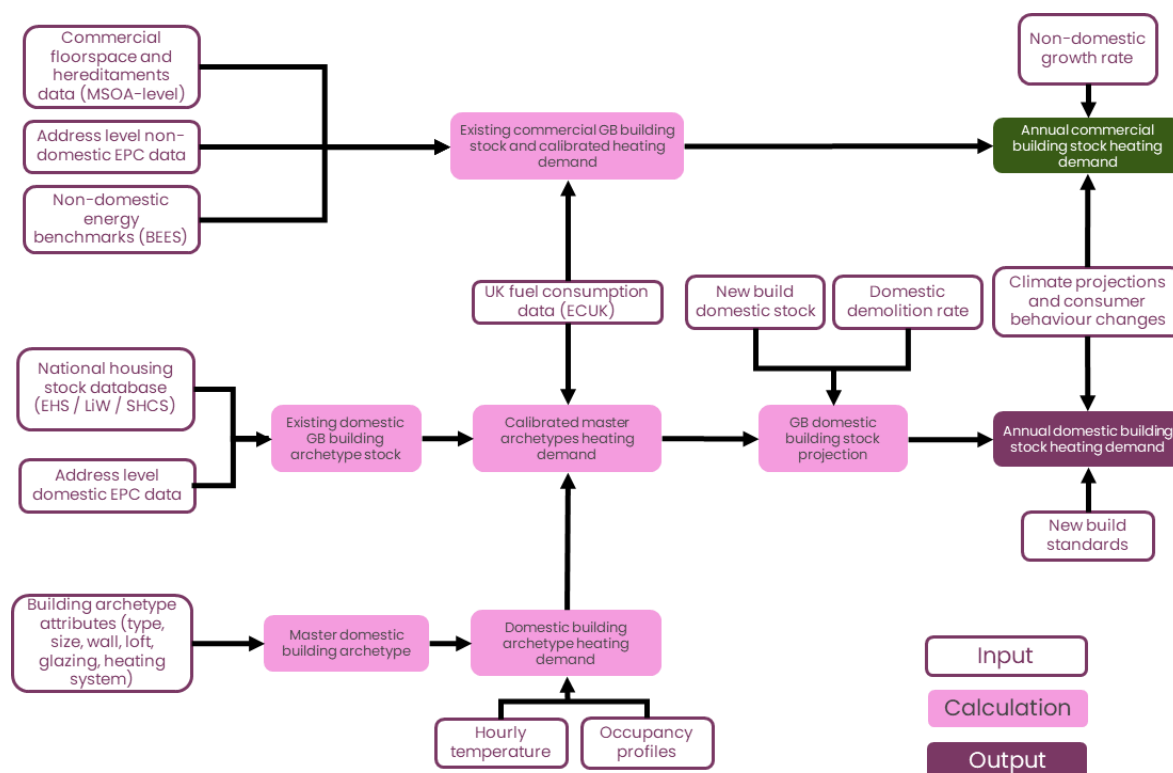 Commercial
floorspace and
hereditaments
data (MSOA-level)
Non-domestic
growth rate
Address level non-
domestic EPC data
Existing commercial GB building
stock and calibrated heating
demand
Annual commercial
building stock heating
demand
Non-domestic
energy
benchmarks (BEES)
UK fuel consumption
data (ECUK)
New build
domestic stock
Domestic
demolition rate
Climate projections
and consumer
behaviour changes
National housing
stock database
(EHS / LiW / SHCS)
Existing domestic
GB building
archetype stock
Calibrated master
archetypes heating
demand
GB domestic
building stock
projection
Annual domestic building
stock heating demand
Address level
domestic EPC data
New build
standards
Building archetype
attributes (type,
size, wall, loft,
glazing, heating
system)
Master domestic
building archetype
Domestic building
archetype heating
demand
Hourly
temperature
Occupancy
profiles
Input
Calculation
Output